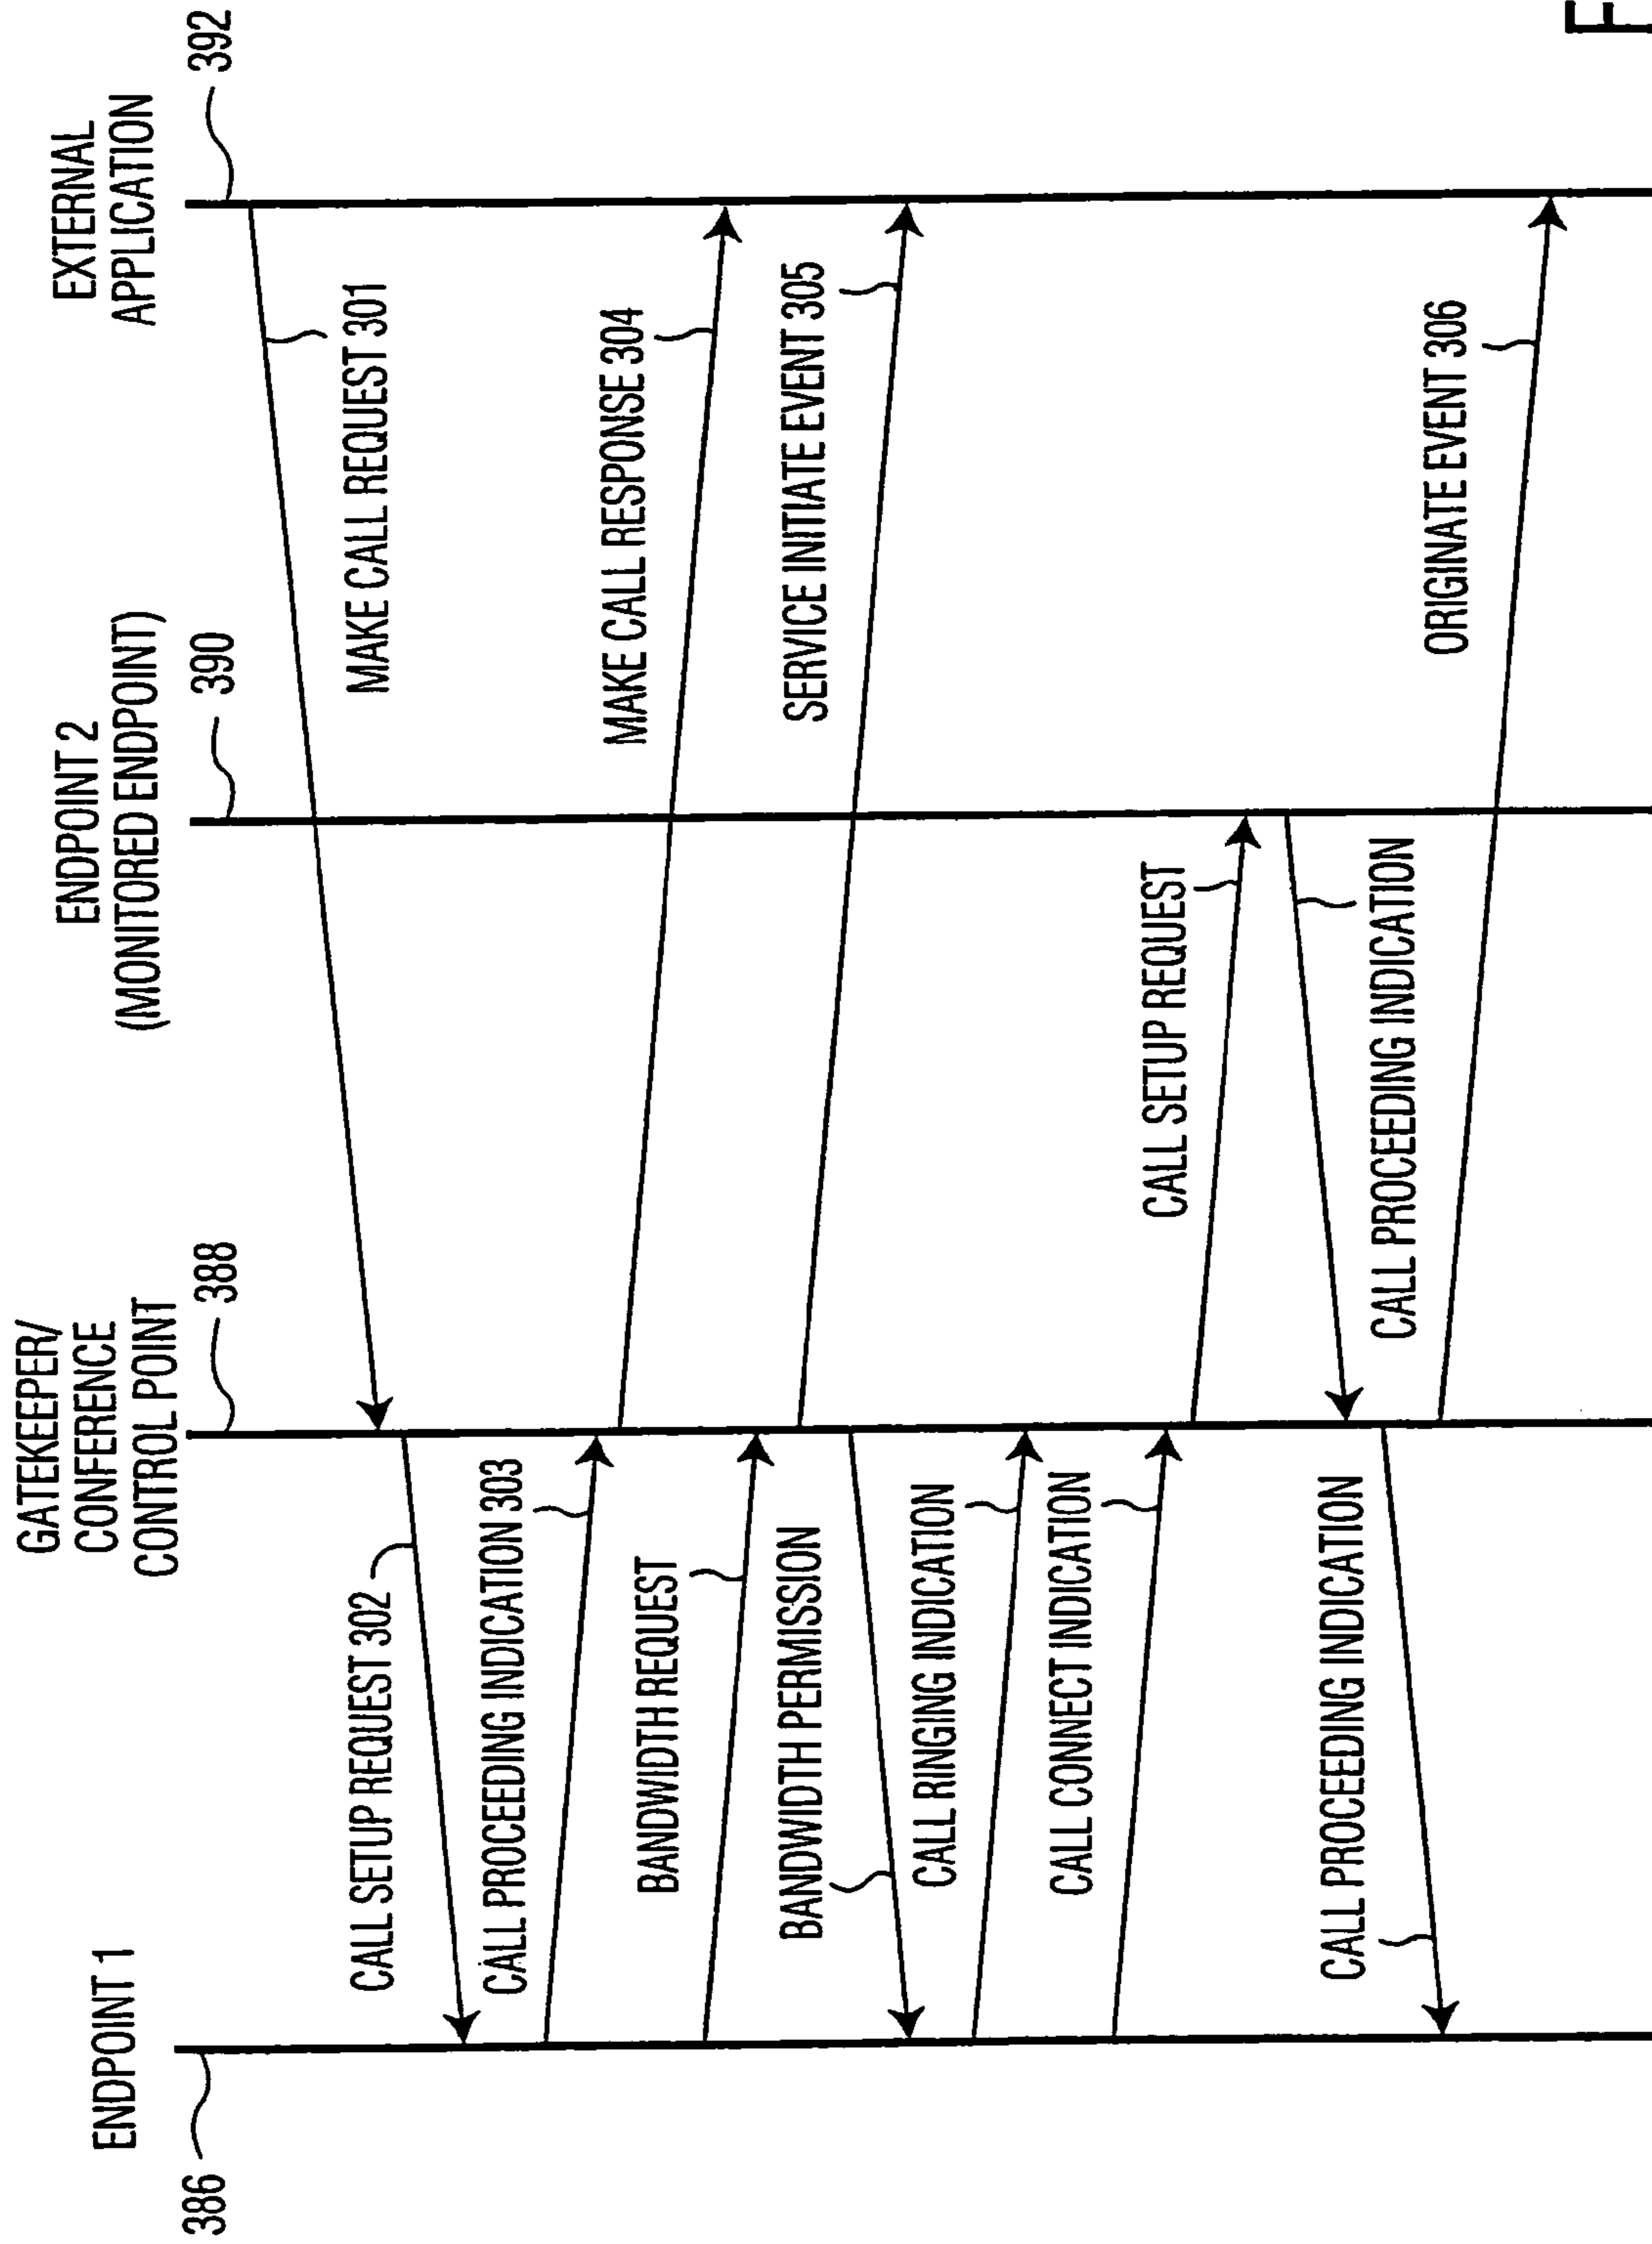 ENDPOINT 1
386
GATEKEEPER/
CONFERENCE
CONTROL POINT
388
ENDPOINT 2
(MONITORED ENDPOINT)
390
EXTERNAL
APPLICATION
392
MAKE CALL REQUEST 301
CALL SETUP REQUEST 302
CALL PROCEEDING INDICATION 303
MAKE CALL RESPONSE 304
BANDWIDTH REQUEST
SERVICE INITIATE EVENT 305
BANDWIDTH PERMISSION
CALL RINGING INDICATION
CALL CONNECT INDICATION
CALL SETUP REQUEST
CALL PROCEEDING INDICATION
CALL PROCEEDING INDICATION
ORIGINATE EVENT 306